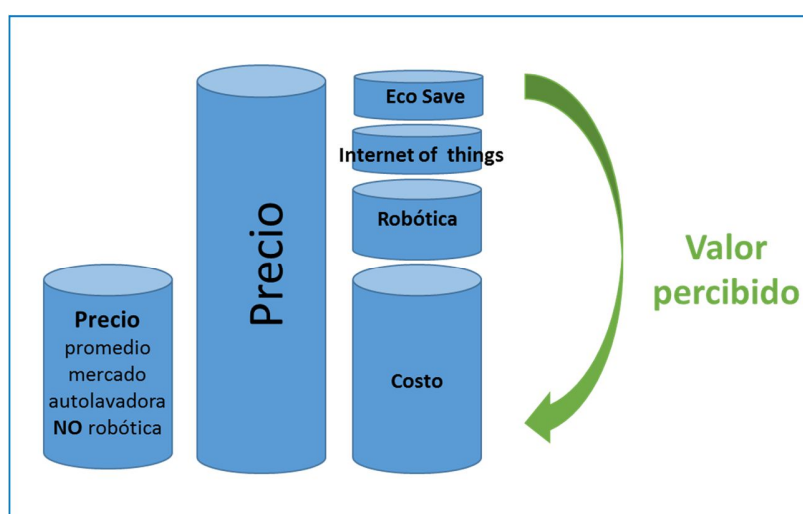 Precio
promedio
mercado
autolavadora
NO robótica
Precio
Eco Save
Internet of things
Robótica
Costo
Valor
percibido